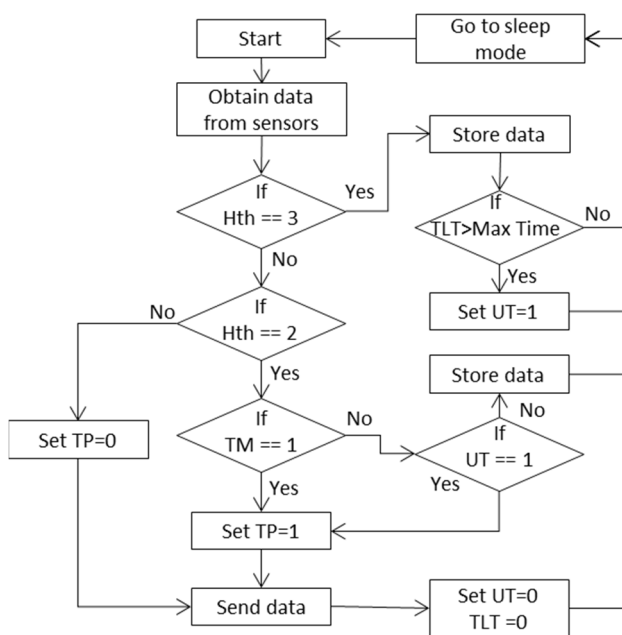 Start
Go to sleep
mode
Obtain data
from sensors
Store data
If
Hth == 3
Yes
No
If
TLT>Max Time
No
Yes
Set UT=1
If
Hth == 2
No
Yes
Store data
No
If
TM == 1
No
Yes
If
UT == 1
Yes
Set TP=0
Set TP=1
Send data
Set UT=0
TLT =0